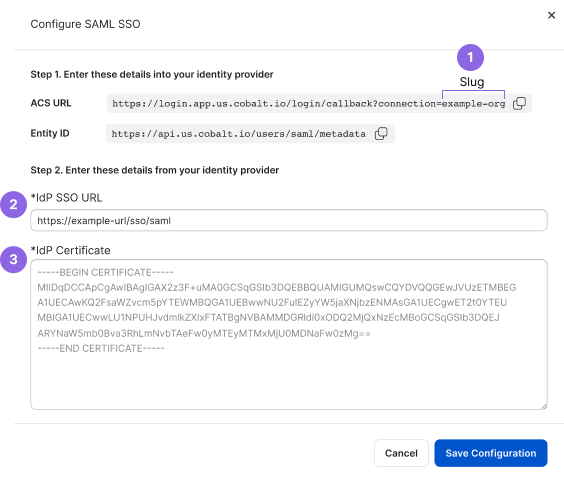 Configure SAML SSO
×
1
Slug
Step 1. Enter these details into your identity provider
ACS URL
https://login.app.us.cobalt.io/login/callback?connection=example-org
Entity ID
https://api.us.cobalt.io/users/saml/metadata
Step 2. Enter these details from your identity provider
2
*IdP SSO URL
https://example-url/sso/saml
3
*IdP Certificate
-----BEGIN CERTIFICATE-----
MIIDqDCCApCgAwIBAgIGAX2z3F+uMA0GCSqGSIb3DQEBBQUAMIGUMQswCQYDVQQGEwJVUzETMBEG
A1UECAwKQ2FsaWZvcm5pYTEWMBQGA1UEBwwNU2FuIEZyYW5jaXNjbzENMAsGA1UECgwET2t0YTEU
MBIGA1UECwwLU1NPUHJvdmlkZXIxFTATBgNVBAMMDGRldi0xODQ2MjQxNzEcMBoGCSqGSIb3DQEJ
ARYNaW5mb0Bva3RhLmNvbTAeFw0yMTEyMTMxMjU0MDNaFw0zMg==
-----END CERTIFICATE-----
Cancel
Save Configuration